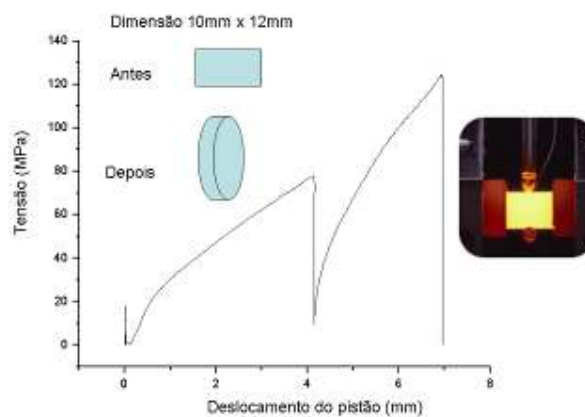 Dimensão 10mm x 12mm
Antes
Depois
Tensão (MPa)
140
120
100
80
60
40
20
0
0
2
4
6
8
Deslocamento do pistão (mm)